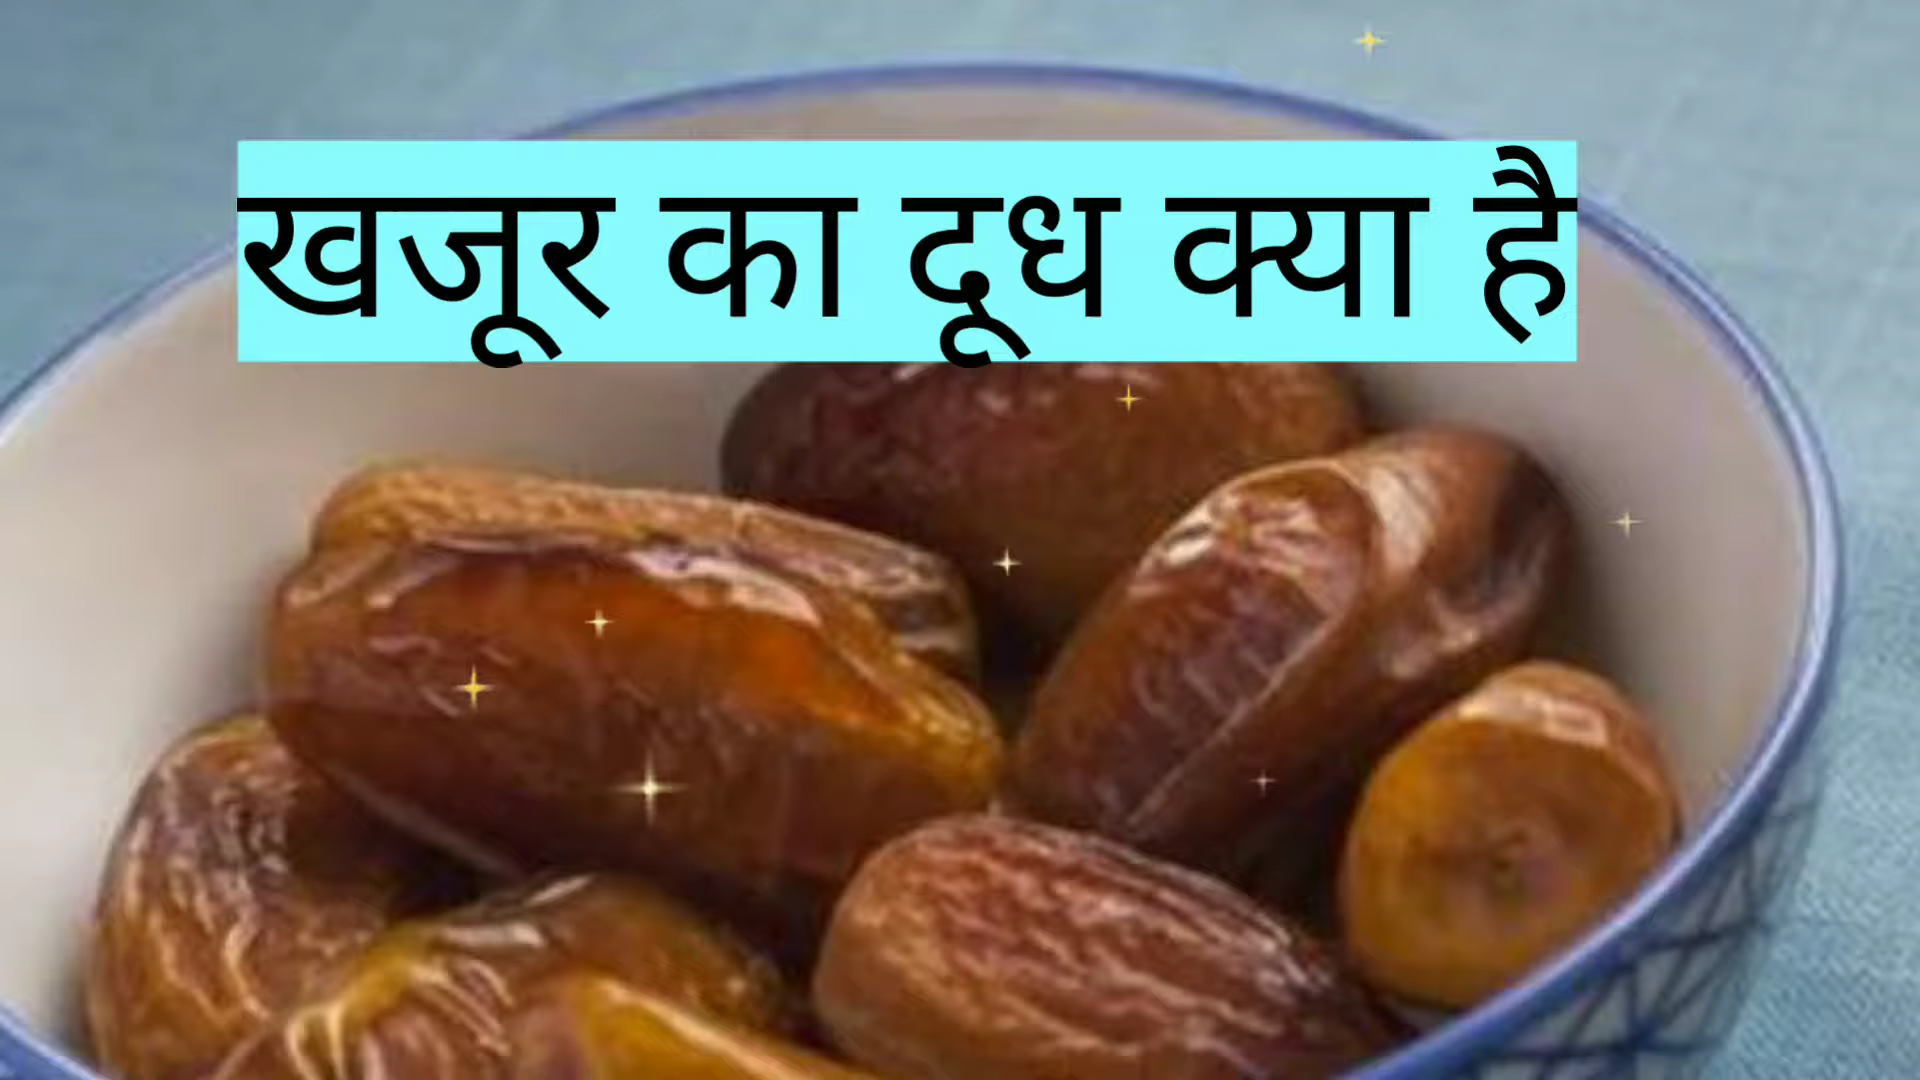 खजूर का दूध क्या है